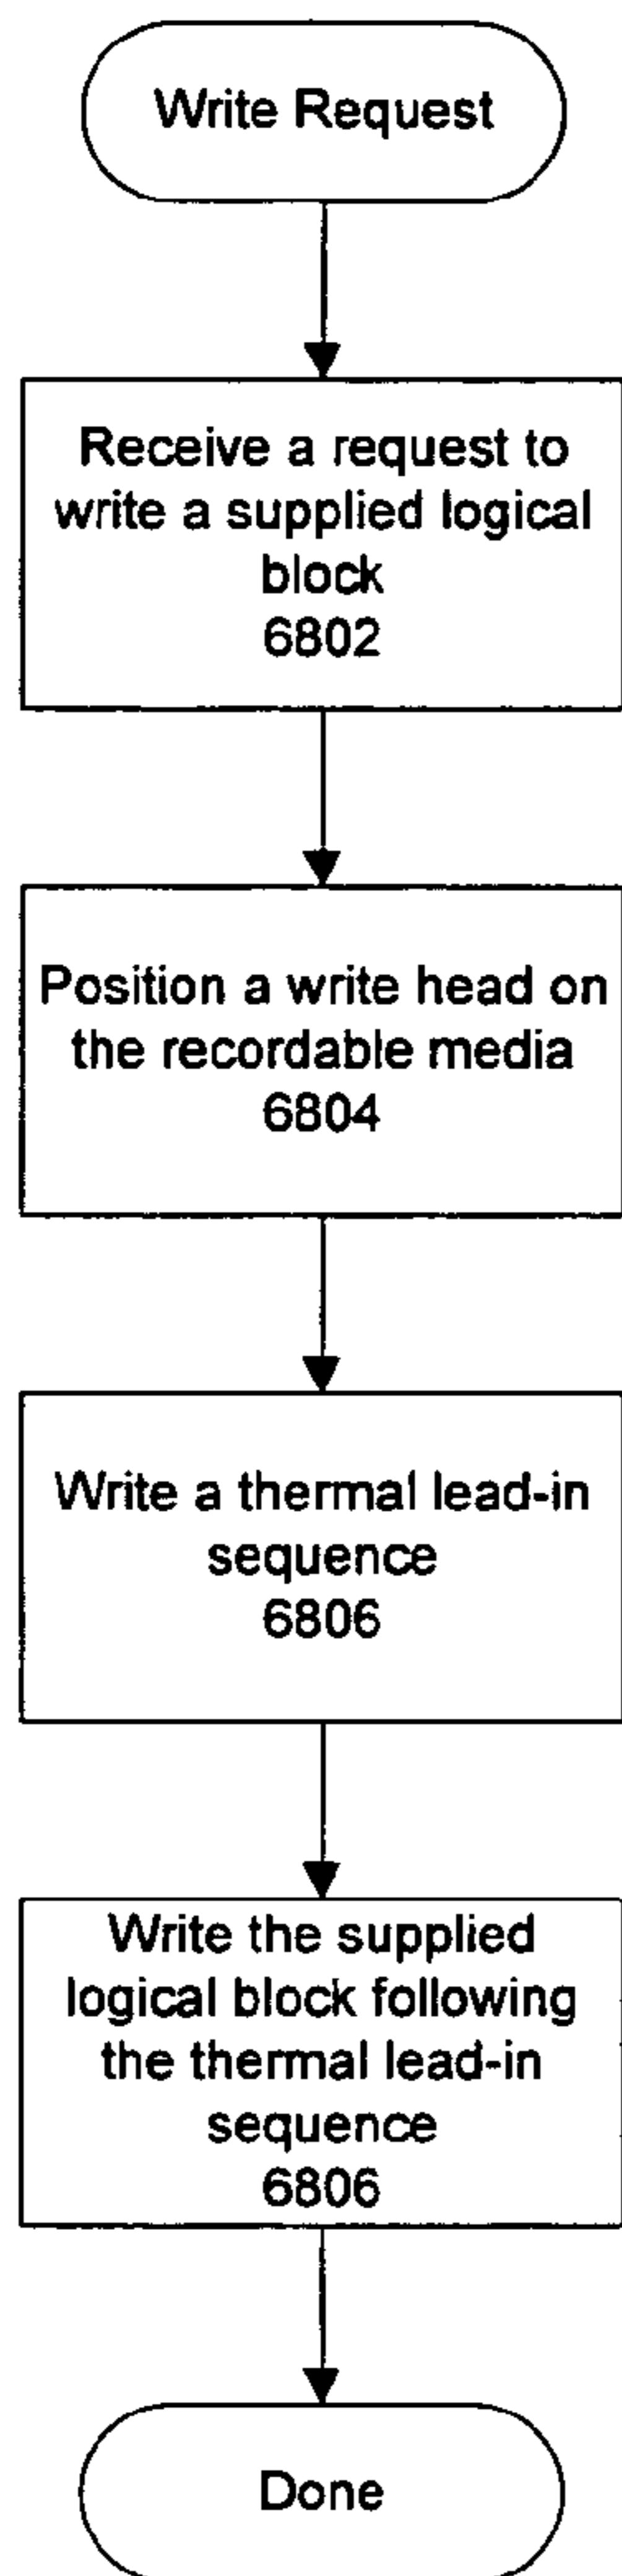 Write Request
Receive a request to
write a supplied logical
block
6802
Position a write head on
the recordable media
6804
Write a thermal lead-in
sequence
6806
Write the supplied
logical block following
the thermal lead-in
sequence
6806
Done